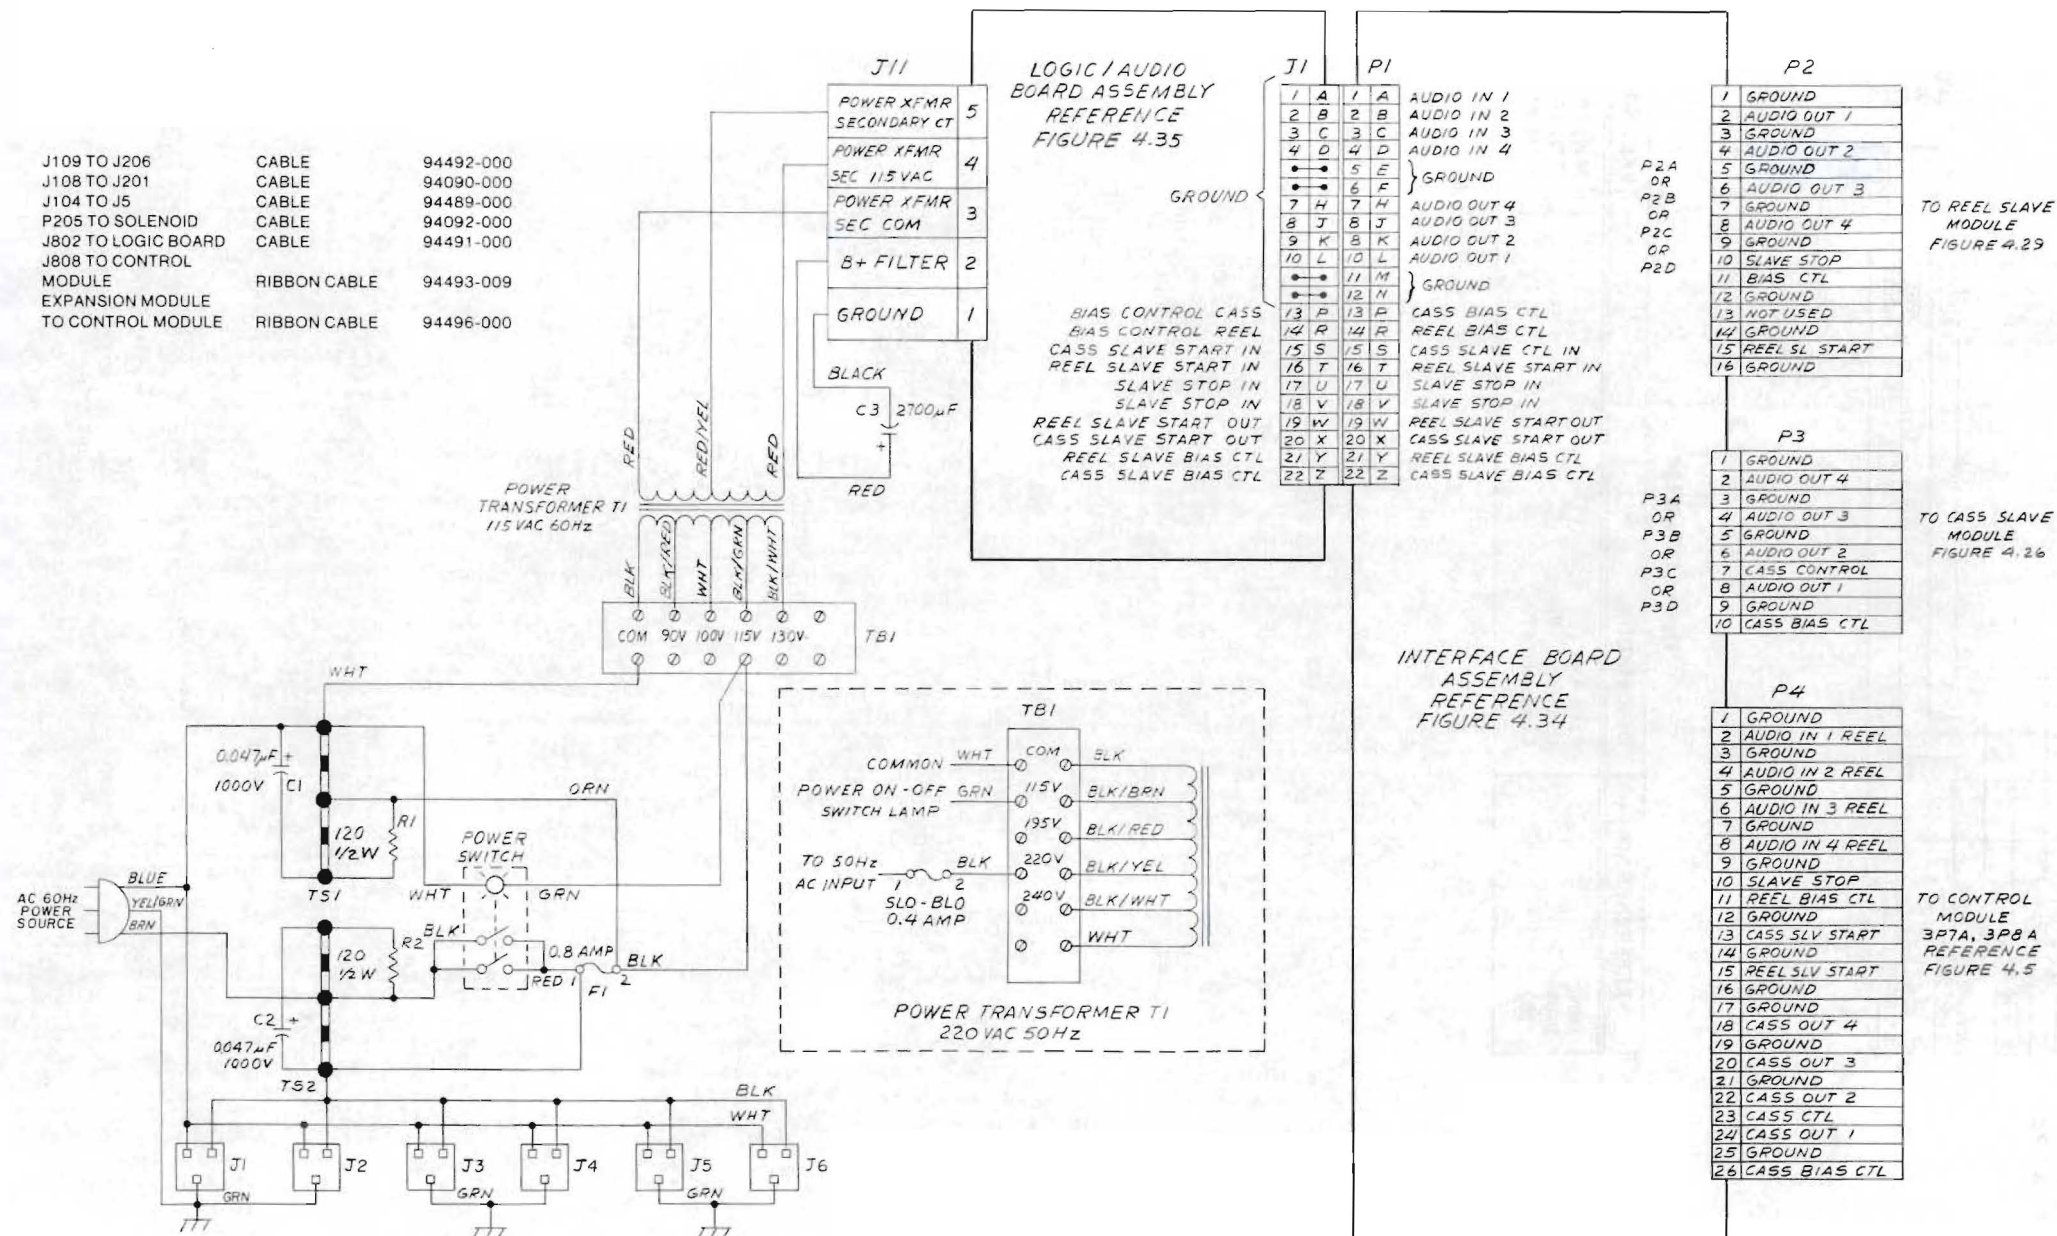 J109 TO J206 CABLE 94492-000
J108 TO J201 CABLE 94090-000
J104 TO J5 CABLE 94489-000
P205 TO SOLENOID CABLE 94092-000
J802 TO LOGIC BOARD CABLE 94491-000
J808 TO CONTROL
MODULE RIBBON CABLE 94493-009
EXPANSION MODULE
TO CONTROL MODULE RIBBON CABLE 94496-000
J11
POWER XFMR
SECONDARY CT 5
POWER XFMR
SEC 115 VAC 4
POWER XFMR
SEC COM 3
B+ FILTER 2
GROUND 1
BLACK
C3 2700µF
+
RED
RED
RED/YEL
RED
POWER
TRANSFORMER T1
115 VAC 60HZ
BLK
BLK/RED
WHT
BLK/GRN
BLK/WHT
COM 90V 100V 115V 130V
TB1
LOGIC / AUDIO
BOARD ASSEMBLY
REFERENCE
FIGURE 4.35
J1 P1
1 A 1 A AUDIO IN 1
2 B 2 B AUDIO IN 2
3 C 3 C AUDIO IN 3
4 D 4 D AUDIO IN 4
5 E
6 F
GROUND
GROUND
7 H 7 H AUDIO OUT 4
8 J 8 J AUDIO OUT 3
9 K 8 K AUDIO OUT 2
10 L 10 L AUDIO OUT 1
11 M
12 N
GROUND
BIAS CONTROL CASS 13 P 13 P CASS BIAS CTL
BIAS CONTROL REEL 14 R 14 R REEL BIAS CTL
CASS SLAVE START IN 15 S 15 S CASS SLAVE CTL IN
REEL SLAVE START IN 16 T 16 T REEL SLAVE START IN
SLAVE STOP IN 17 U 17 U SLAVE STOP IN
SLAVE STOP IN 18 V 18 V SLAVE STOP IN
REEL SLAVE START OUT 19 W 19 W REEL SLAVE START OUT
CASS SLAVE START OUT 20 X 20 X CASS SLAVE START OUT
REEL SLAVE BIAS CTL 21 Y 21 Y REEL SLAVE BIAS CTL
CASS SLAVE BIAS CTL 22 Z 22 Z CASS SLAVE BIAS CTL
INTERFACE BOARD
ASSEMBLY
REFERENCE
FIGURE 4.34
P2
1 GROUND
2 AUDIO OUT 1
3 GROUND
4 AUDIO OUT 2
5 GROUND
6 AUDIO OUT 3
7 GROUND
8 AUDIO OUT 4
9 GROUND
10 SLAVE STOP
11 BIAS CTL
12 GROUND
13 NOT USED
14 GROUND
15 REEL SL START
16 GROUND
P2A
OR
P2B
OR
P2C
OR
P2D
TO REEL SLAVE
MODULE
FIGURE 4.29
P3
1 GROUND
2 AUDIO OUT 4
3 GROUND
4 AUDIO OUT 3
5 GROUND
6 AUDIO OUT 2
7 CASS CONTROL
8 AUDIO OUT 1
9 GROUND
10 CASS BIAS CTL
P3A
OR
P3B
OR
P3C
OR
P3D
TO CASS SLAVE
MODULE
FIGURE 4.26
P4
1 GROUND
2 AUDIO IN 1 REEL
3 GROUND
4 AUDIO IN 2 REEL
5 GROUND
6 AUDIO IN 3 REEL
7 GROUND
8 AUDIO IN 4 REEL
9 GROUND
10 SLAVE STOP
11 REEL BIAS CTL
12 GROUND
13 CASS SLV START
14 GROUND
15 REEL SLV START
16 GROUND
17 GROUND
18 CASS OUT 4
19 GROUND
20 CASS OUT 3
21 GROUND
22 CASS OUT 2
23 CASS CTL
24 CASS OUT 1
25 GROUND
26 CASS BIAS CTL
TO CONTROL
MODULE
3P7A, 3P8A
REFERENCE
FIGURE 4.5
WHT
0.047µF +
1000V C1
ORN
120
1/2W
R1
TS1
POWER
SWITCH
WHT GRN
AC 60HZ
POWER
SOURCE
BLUE
YEL/GRN
BRN
120
1/2W
R2
BLK
RED 1
0.8 AMP
F1
2
BLK
C2 +
0.047µF
1000V
TS2
BLK
WHT
J1
J2
J3
J4
J5
J6
GRN
GRN
GRN
TB1
COMMON WHT COM BLK
POWER ON-OFF
SWITCH LAMP
GRN 115V BLK/BRN
195V BLK/RED
TO 50HZ
AC INPUT
1 2 BLK 220V BLK/YEL
SLO-BLO
0.4 AMP
240V BLK/WHT
WHT
POWER TRANSFORMER T1
220 VAC 50HZ